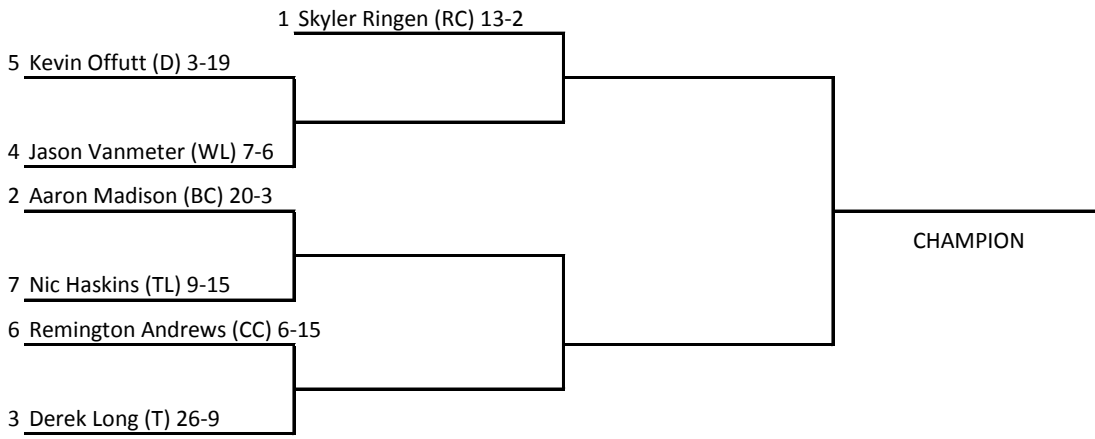 1 Skyler Ringen (RC) 13-2
5 Kevin Offutt (D) 3-19
4 Jason Vanmeter (WL) 7-6
2 Aaron Madison (BC) 20-3
CHAMPION
7 Nic Haskins (TL) 9-15
6 Remington Andrews (CC) 6-15
3 Derek Long (T) 26-9